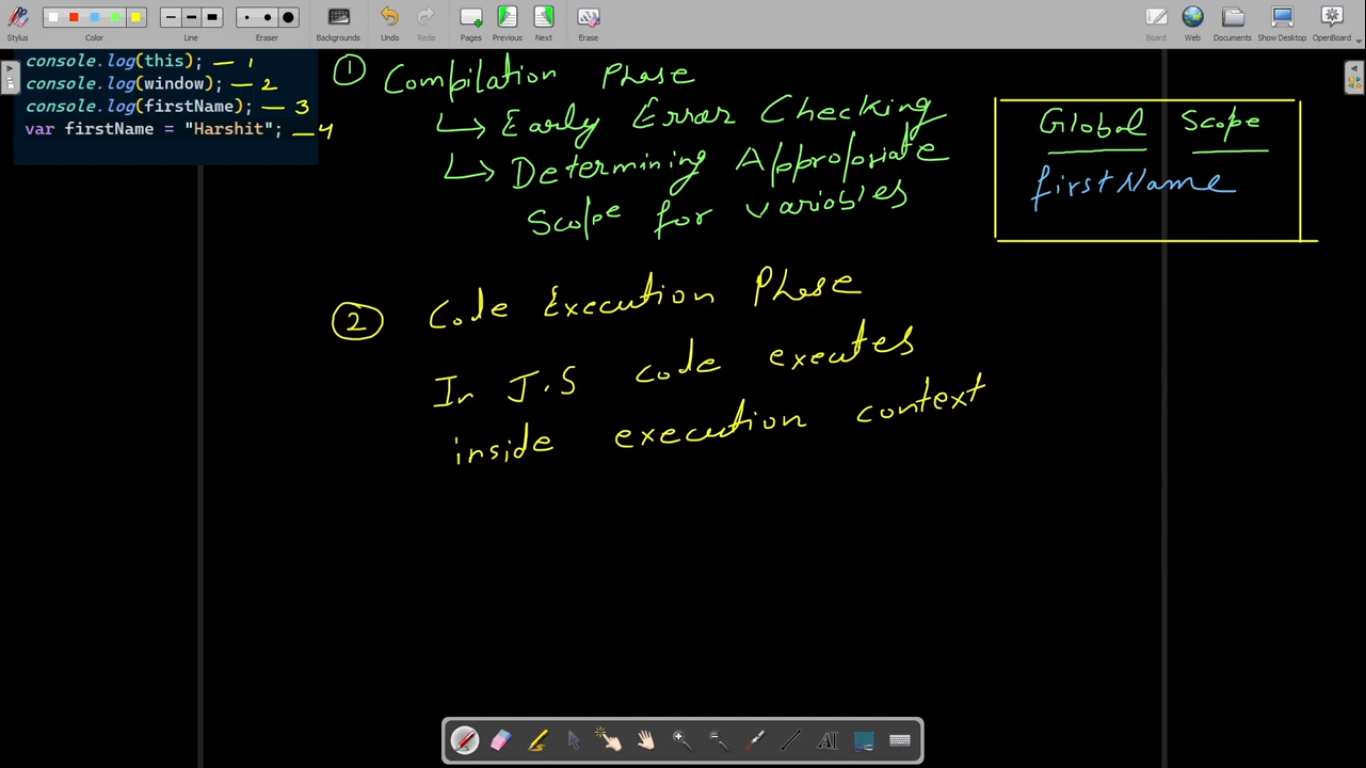 Stylus Color Line Eraser Backgrounds Undo Redo Pages Previous Next Erase Board Web Documents Show Desktop OpenBoard
console.log(this); — 1
console.log(window); — 2
console.log(firstName); — 3
var firstName = "Harshit"; — 4
① Compilation Phase
↳ Early Error Checking
↳ Determining Appropriate
Scope for variables
Global Scope
firstName
② Code Execution Phase
In J.S code executes
inside execution context
AI